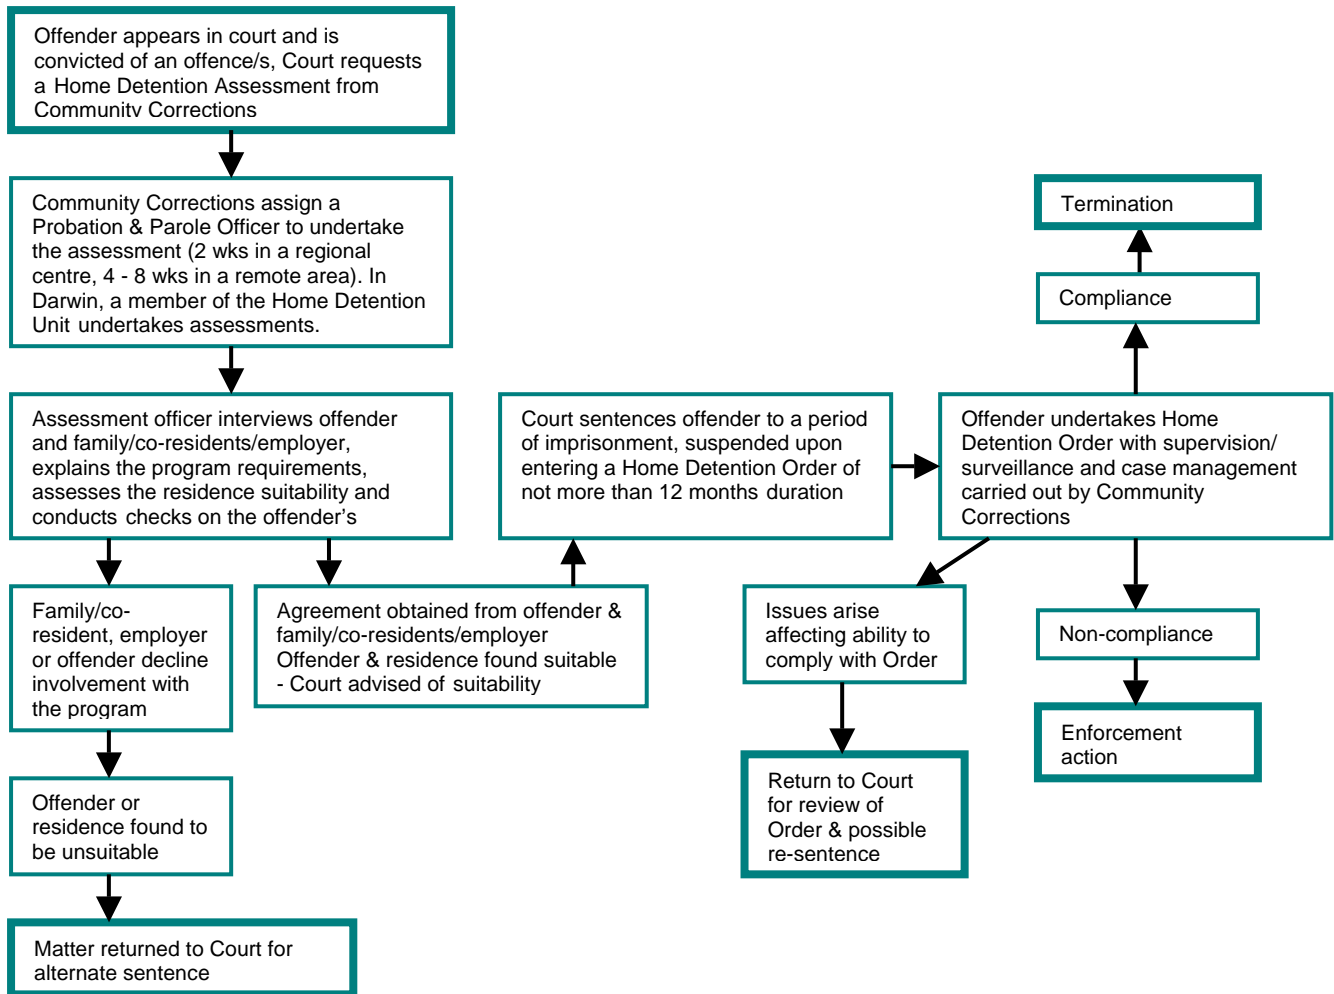 Offender appears in court and is
convicted of an offence/s, Court requests
a Home Detention Assessment from
Community Corrections
Community Corrections assign a
Probation & Parole Officer to undertake
the assessment (2 wks in a regional
centre, 4 - 8 wks in a remote area). In
Darwin, a member of the Home Detention
Unit undertakes assessments.
Assessment officer interviews offender
and family/co-residents/employer,
explains the program requirements,
assesses the residence suitability and
conducts checks on the offender's
Family/co-
resident, employer
or offender decline
involvement with
the program
Offender or
residence found to
be unsuitable
Matter returned to Court for
alternate sentence
Agreement obtained from offender &
family/co-residents/employer
Offender & residence found suitable
- Court advised of suitability
Court sentences offender to a period
of imprisonment, suspended upon
entering a Home Detention Order of
not more than 12 months duration
Offender undertakes Home
Detention Order with supervision/
surveillance and case management
carried out by Community
Corrections
Compliance
Termination
Issues arise
affecting ability to
comply with Order
Return to Court
for review of
Order & possible
re-sentence
Non-compliance
Enforcement
action